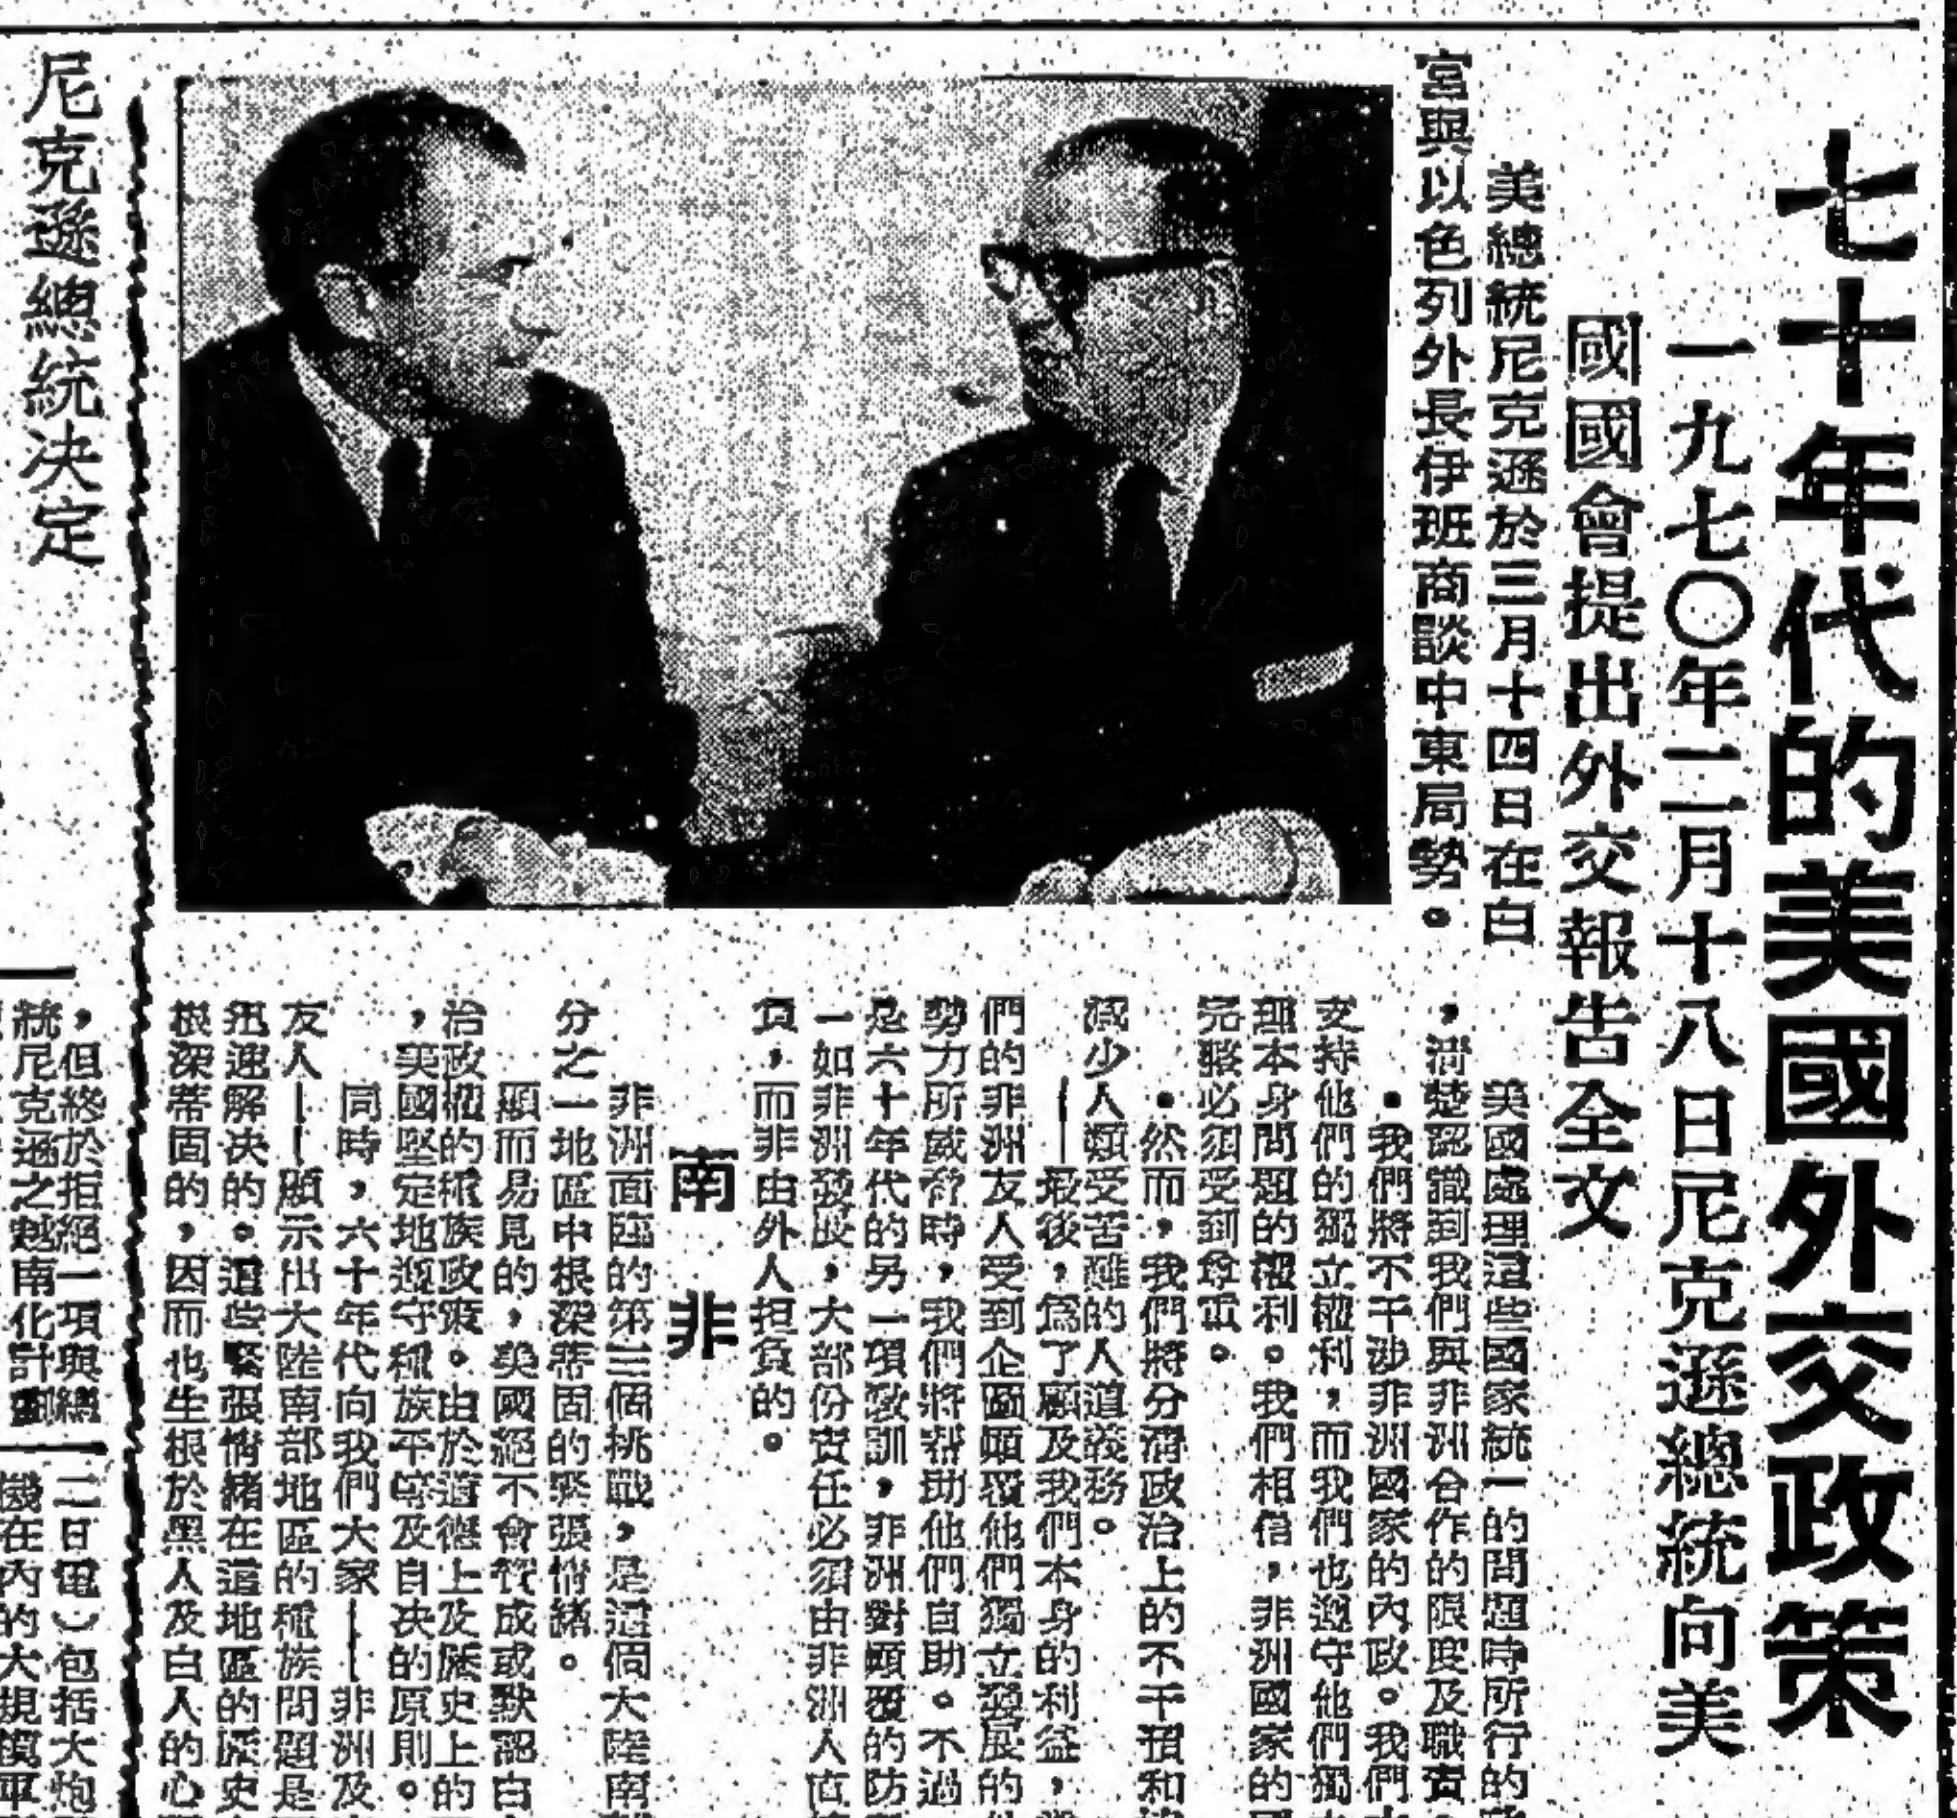 七十年代的美國外交政策
一九七〇年二月十八日尼克遜總統向美
國國會提出外交報告全文
美總統尼克遜於三月十四日在白
宮與以色列外長伊班商談中東局勢。
美國處理這些國家統一的問題時所行的
，清楚認識到我們與非洲合作的限度及職責。
•我們將不干涉非洲國家的內政。我們
支持他們的獨立權利，而我們也遵守他們獨
理本身問題的權利。我們相信，非洲國家的
完整必須受到尊重。
•然而，我們將分清政治上的不干預和
減少人類受苦難的人道義務。
——最後，爲了顧及我們本身的利益，
們的非洲友人受到企圖顛覆他們獨立發展的
勢力所威脅時，我們將幫助他們自助。不過
是六十年代的另一項教訓，非洲對顛覆的防
一如非洲發展，大部份責任必須由非洲人
負，而非由外人担負的。
南非
非洲面臨的第三個挑戰，是這個大陸南
分之一地區中根深蒂固的緊張情緒。
顯而易見的，美國絕不會贊成或默認白
治政權的種族政策。由於道德上及歷史上的
，美國堅定地遵守種族平等及自决的原則。
同時，六十年代向我們大家——非洲及
友人——顯示出大陸南部地區的種族問題是
迅速解决的。這些緊張情緒在這地區的歷史
根深蒂固的，因而也生根於黑人及白人的心
尼克遜總統决定
，但終於拒絕一項與總
統尼克遜之越南化計劃
二日電）包括大炮
機在內的大規模